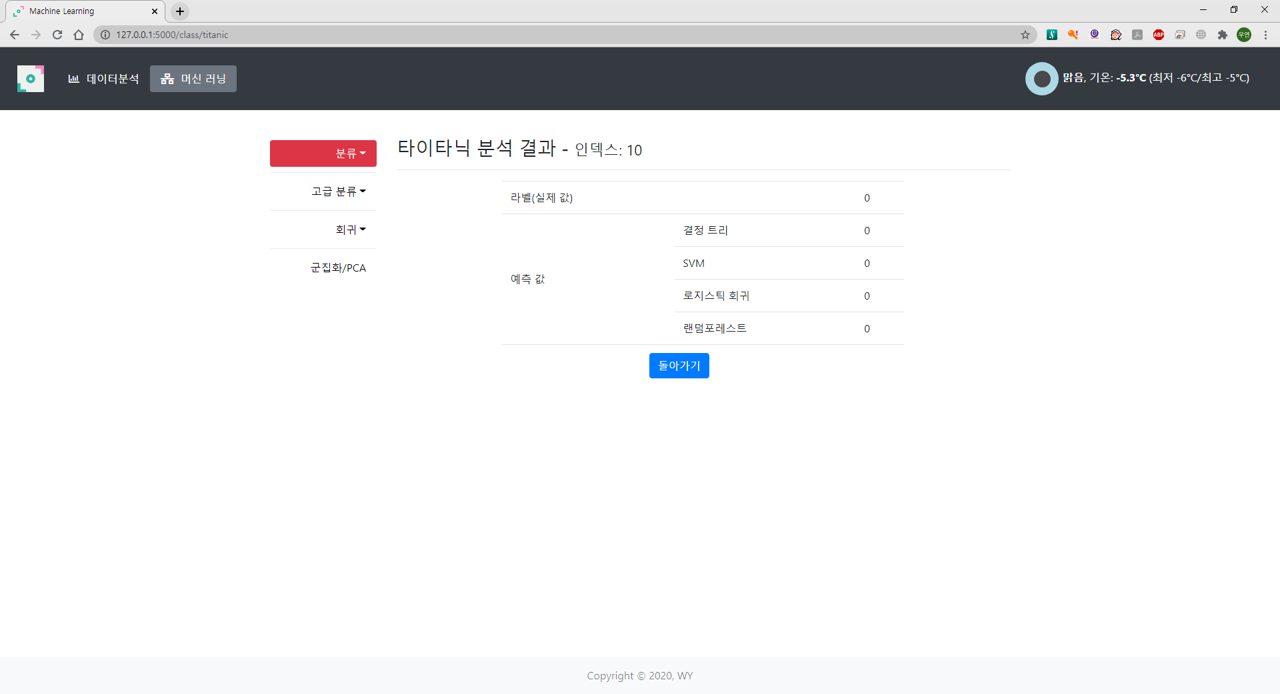 Machine Learning
127.0.0.1:5000/class/titanic
ABP
우연
데이터분석
머신 러닝
맑음, 기온: -5.3℃ (최저 -6℃/최고 -5℃)
분류
고급 분류
회귀
군집화/PCA
타이타닉 분석 결과 - 인덱스: 10
라벨(실제 값) 0
예측 값
결정 트리 0
SVM 0
로지스틱 회귀 0
랜덤포레스트 0
돌아가기
Copyright © 2020, WY